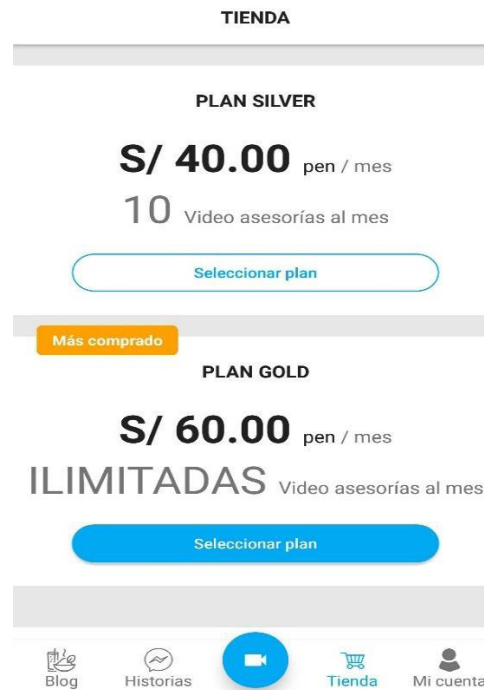 TIENDA
PLAN SILVER
S/ 40.00 pen / mes
10 Video asesorías al mes
Seleccionar plan
Más comprado
PLAN GOLD
S/ 60.00 pen / mes
ILIMITADAS Video asesorías al mes
Seleccionar plan
Blog Historias Tienda Mi cuenta